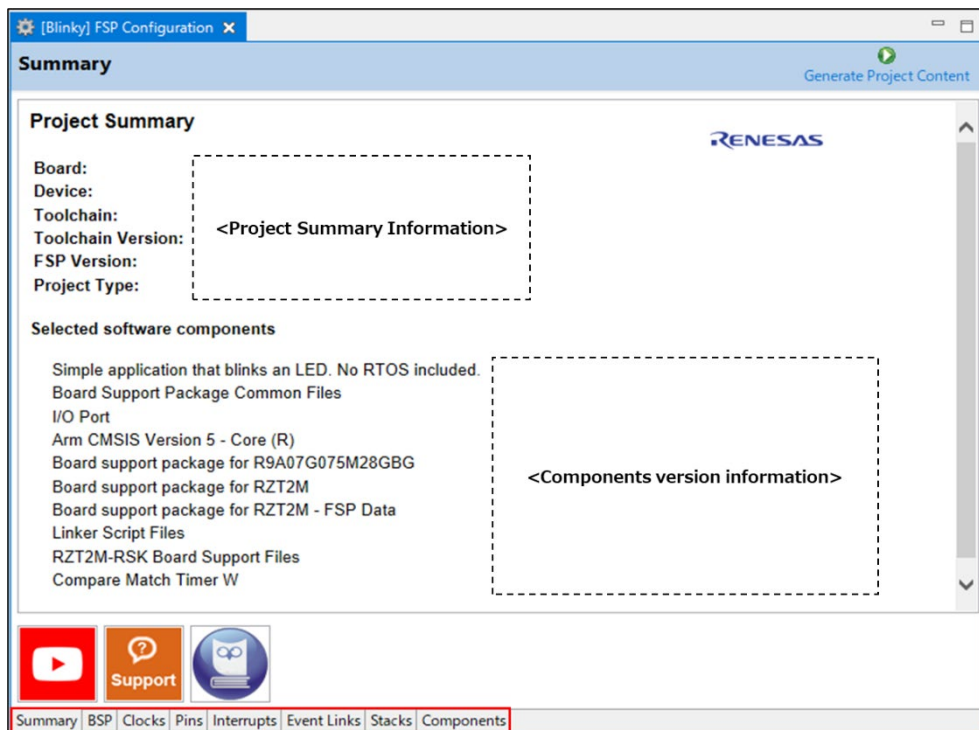 [Blinky] FSP Configuration
Summary
Generate Project Content
Project Summary
RENESAS
Board:
Device:
Toolchain:
Toolchain Version:
FSP Version:
Project Type:
<Project Summary Information>
Selected software components
Simple application that blinks an LED. No RTOS included.
Board Support Package Common Files
I/O Port
Arm CMSIS Version 5 - Core (R)
Board support package for R9A07G075M28GBG
Board support package for RZT2M
Board support package for RZT2M - FSP Data
Linker Script Files
RZT2M-RSK Board Support Files
Compare Match Timer W
<Components version information>
Support
Summary BSP Clocks Pins Interrupts Event Links Stacks Components